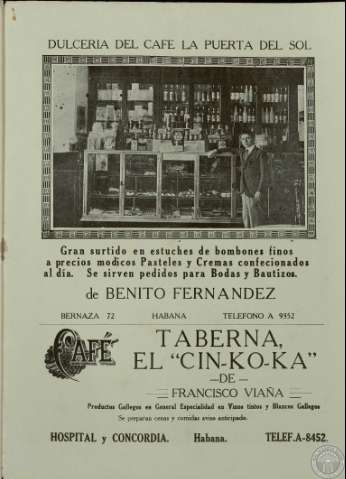 DULCERIA DEL CAFE LA PUERTA DEL SOL
Gran surtido en estuches de bombones finos
a precios modicos Pasteles y Cremas confecionados
al día. Se sirven pedidos para Bodas y Bautizos.
de BENITO FERNANDEZ
BERNAZA 72 HABANA TELEFONO A 9352
CAFÉ
TABERNA,
EL "CIN-KO-KA"
—DE—
FRANCISCO VIAÑA
Productos Gallegos en General Especialidad en Vinos tintos y Blancos Gallegos
Se preparan cenas y comidas aviso anticipado.
HOSPITAL y CONCORDIA. Habana. TELEF.A-8452.